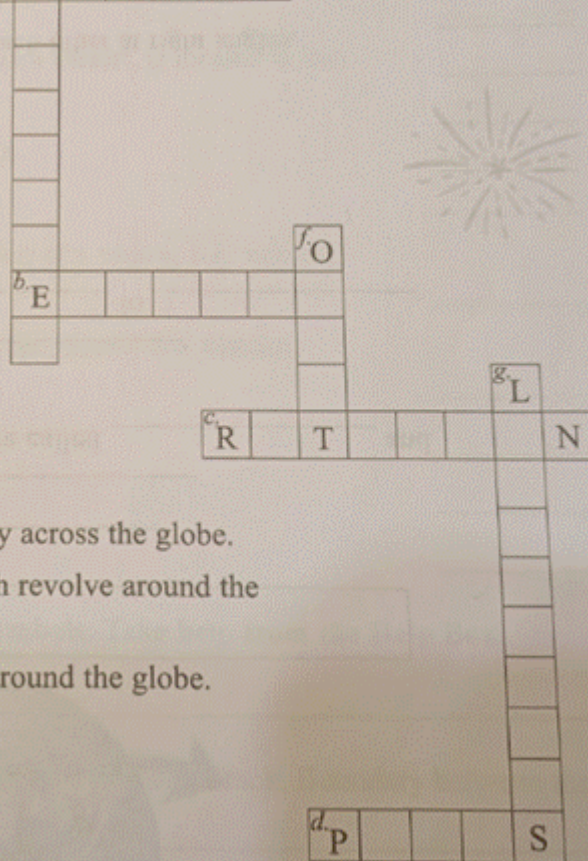 f. O
b. E
g. L
c. R T N
y across the globe.
n revolve around the
round the globe.
d. P S